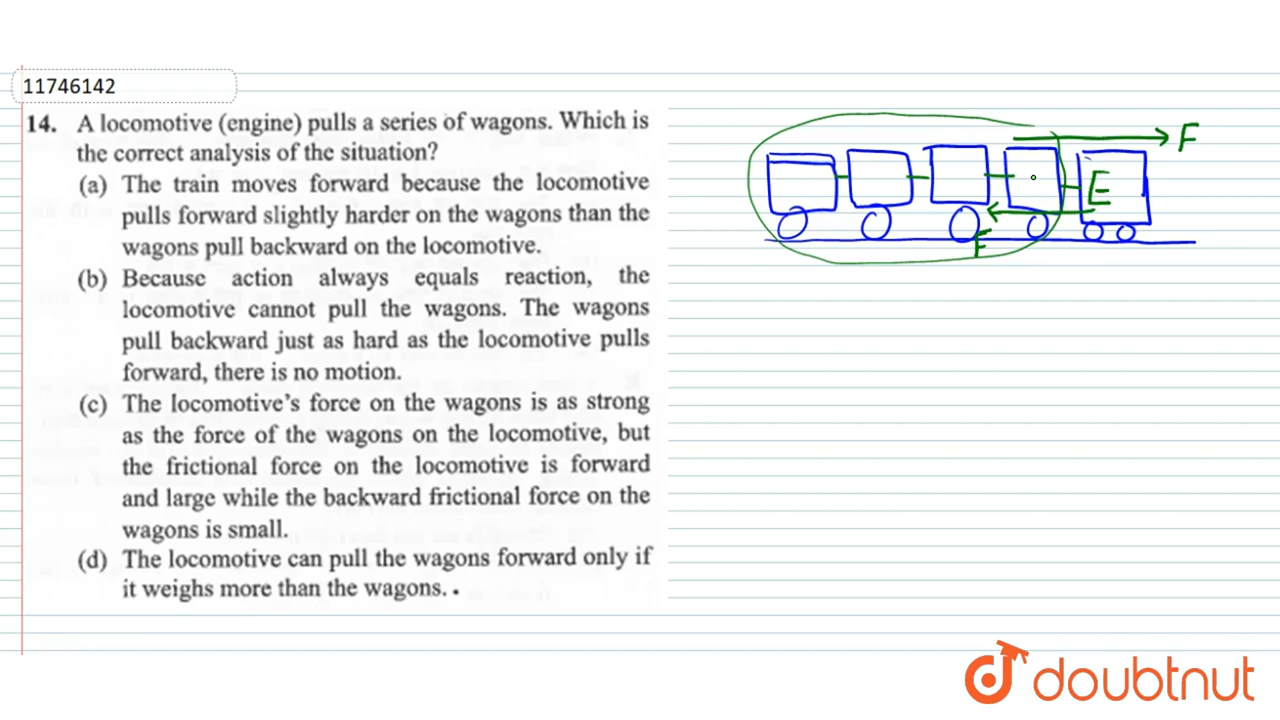 11746142
14. A locomotive (engine) pulls a series of wagons. Which is
the correct analysis of the situation?
(a) The train moves forward because the locomotive
pulls forward slightly harder on the wagons than the
wagons pull backward on the locomotive.
(b) Because action always equals reaction, the
locomotive cannot pull the wagons. The wagons
pull backward just as hard as the locomotive pulls
forward, there is no motion.
(c) The locomotive's force on the wagons is as strong
as the force of the wagons on the locomotive, but
the frictional force on the locomotive is forward
and large while the backward frictional force on the
wagons is small.
(d) The locomotive can pull the wagons forward only if
it weighs more than the wagons.
F
E
F
doubtnut